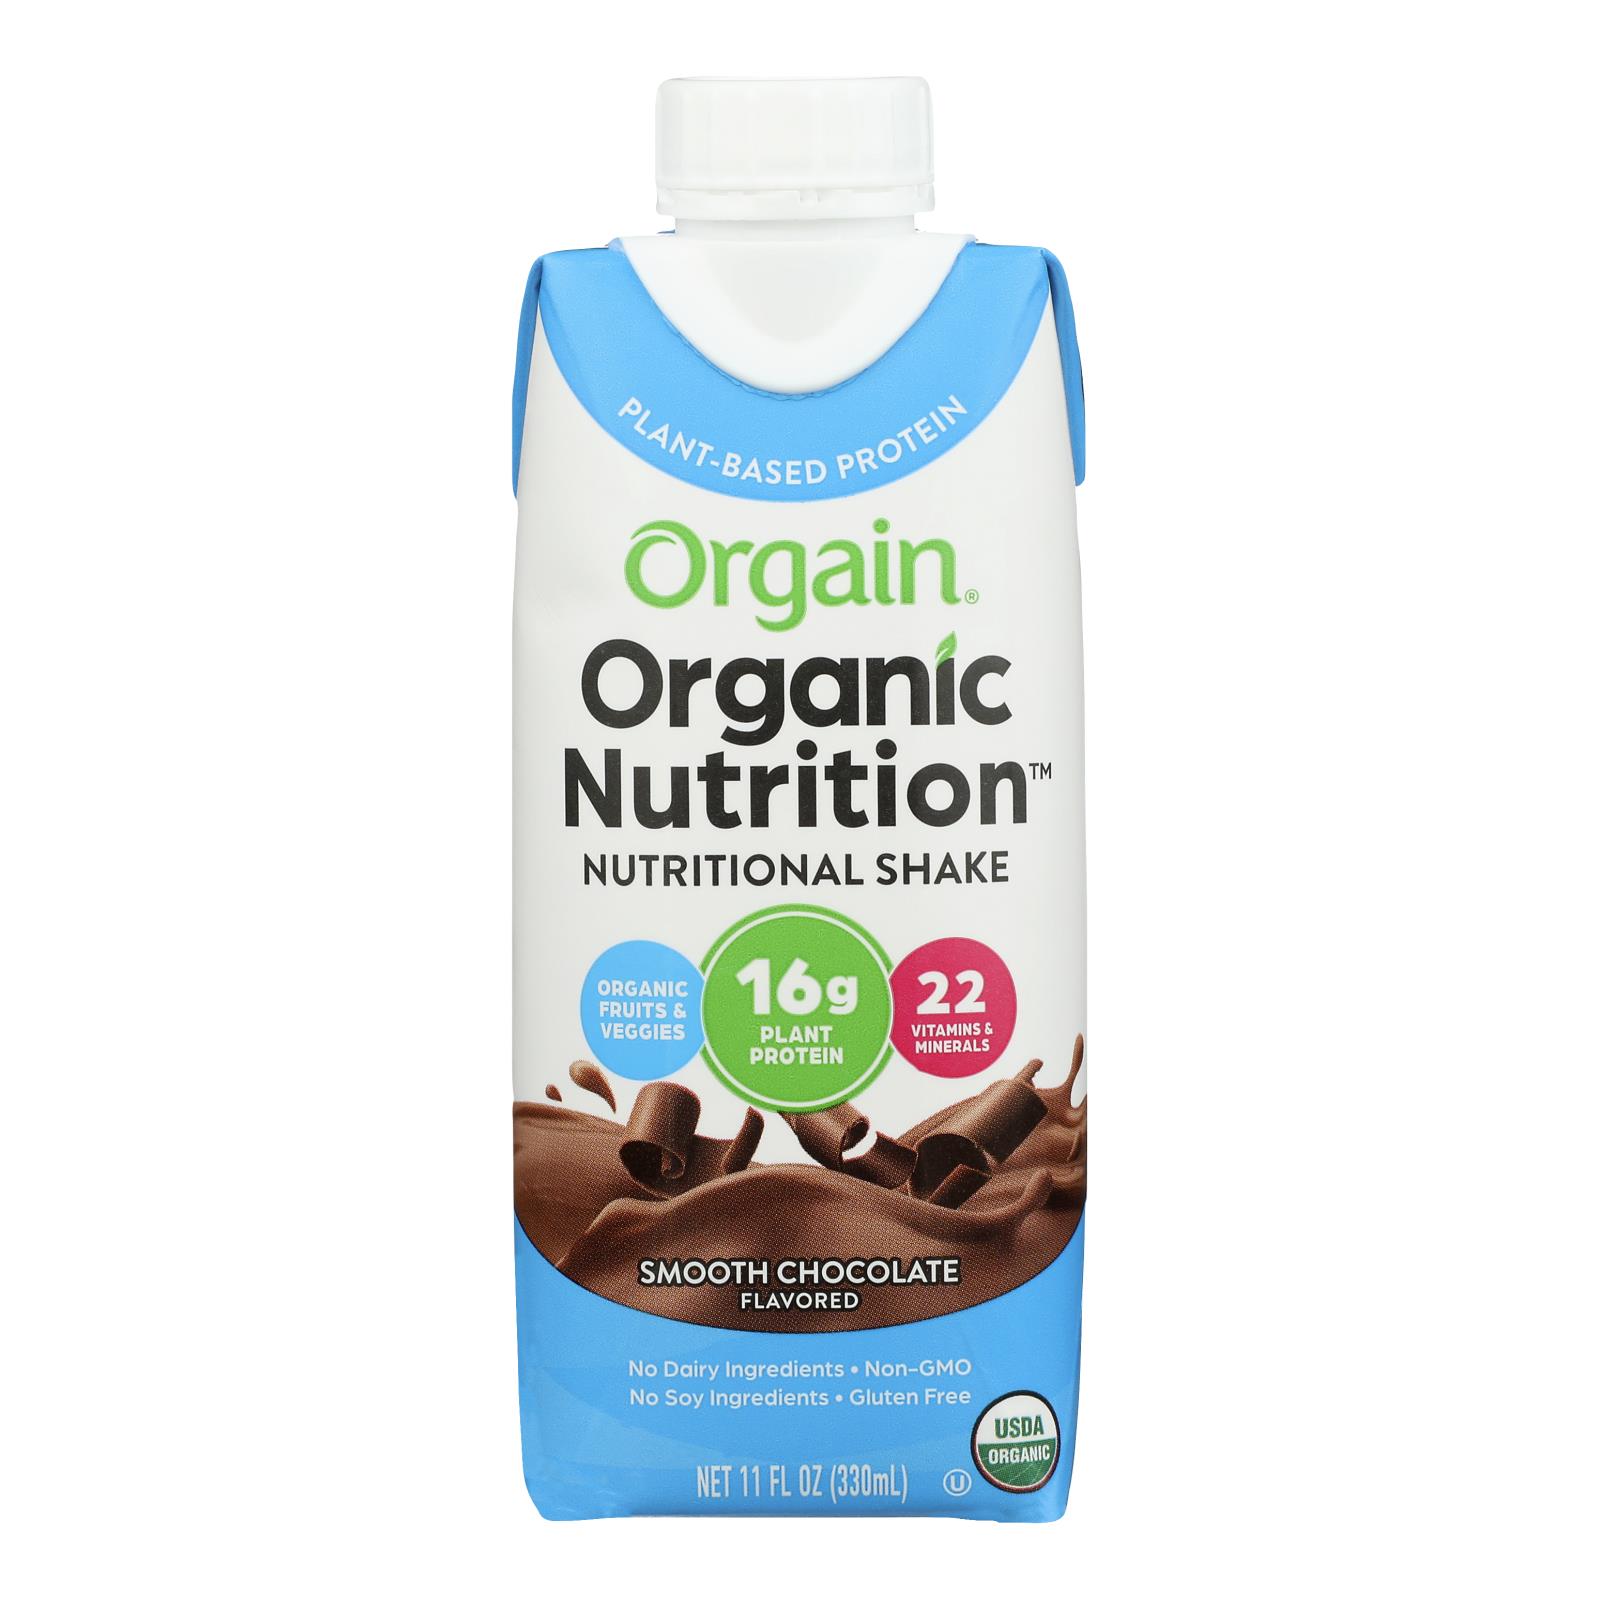 PLANT-BASED PROTEIN
Orgain®
Organic
Nutrition™
NUTRITIONAL SHAKE
ORGANIC
FRUITS &
VEGGIES
16g
PLANT
PROTEIN
22
VITAMINS &
MINERALS
SMOOTH CHOCOLATE
FLAVORED
No Dairy Ingredients • Non-GMO
No Soy Ingredients • Gluten Free
USDA
ORGANIC
NET 11 FL OZ (330mL)
U